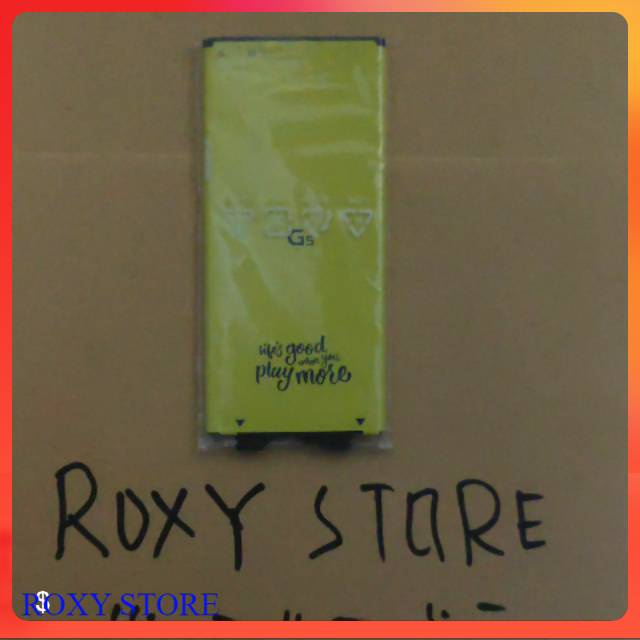 G5
life's good
when you
play more
ROXY STORE
ROXY STORE